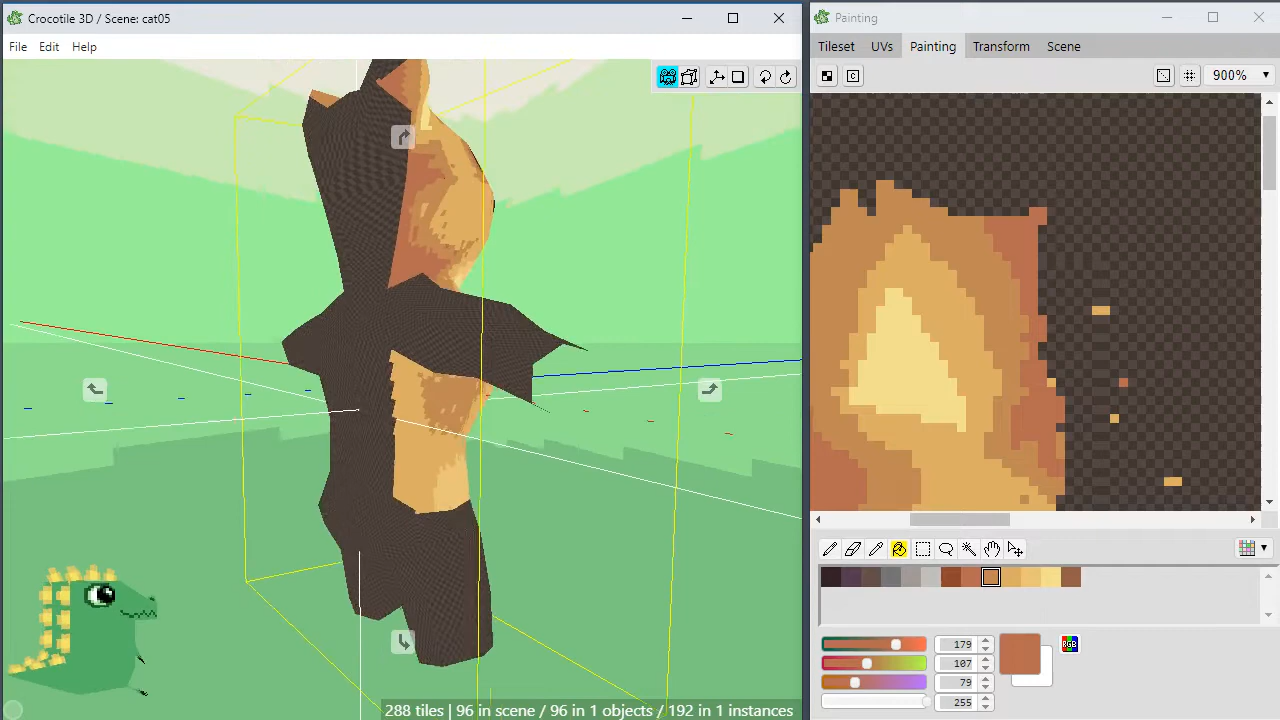 Crocotile 3D / Scene: cat05
File Edit Help
288 tiles | 96 in scene / 96 in 1 objects / 192 in 1 instances
Painting
Tileset UVs Painting Transform Scene
C
900%
179
RGB
107
79
255